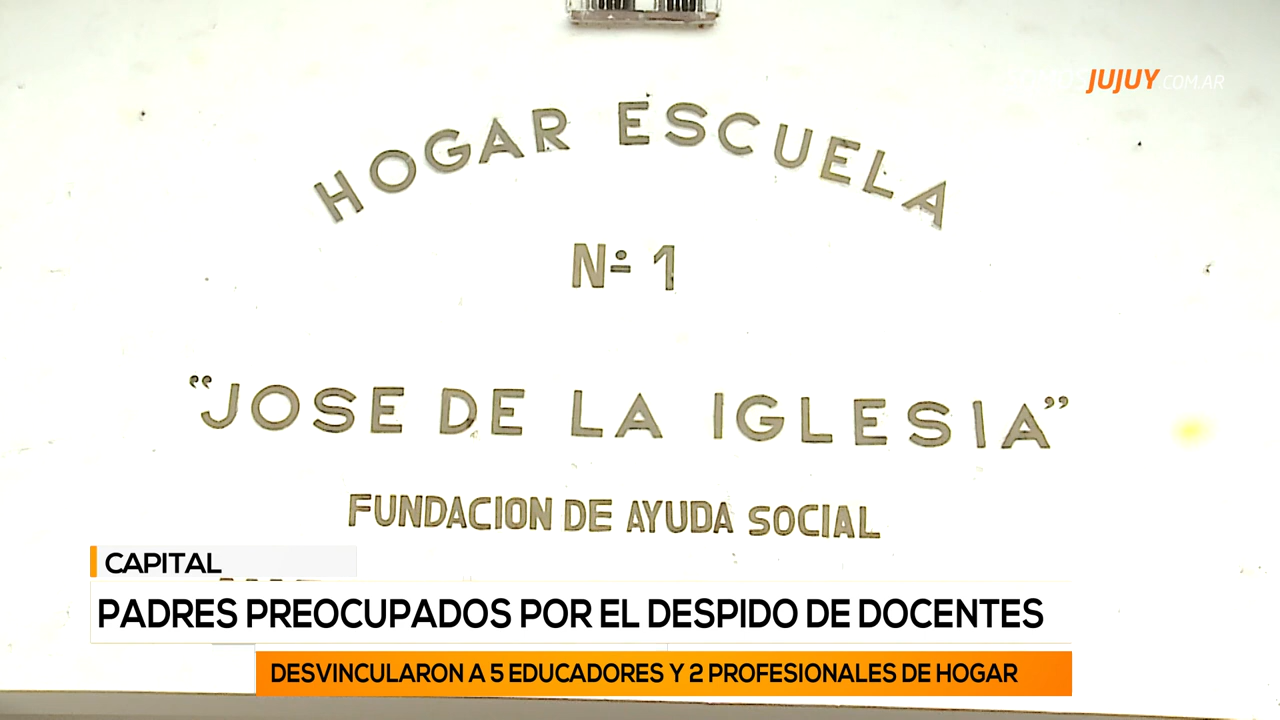 JUJUY.COM.AR
HOGAR ESCUELA
Nº 1
"JOSE DE LA IGLESIA"
FUNDACION DE AYUDA SOCIAL
CAPITAL
PADRES PREOCUPADOS POR EL DESPIDO DE DOCENTES
DESVINCULARON A 5 EDUCADORES Y 2 PROFESIONALES DE HOGAR